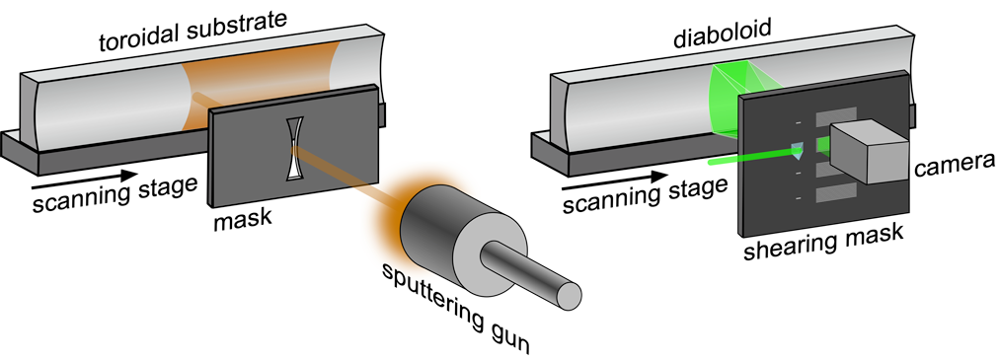 toroidal substrate
scanning stage
mask
sputtering gun
diaboloid
scanning stage
camera
shearing mask